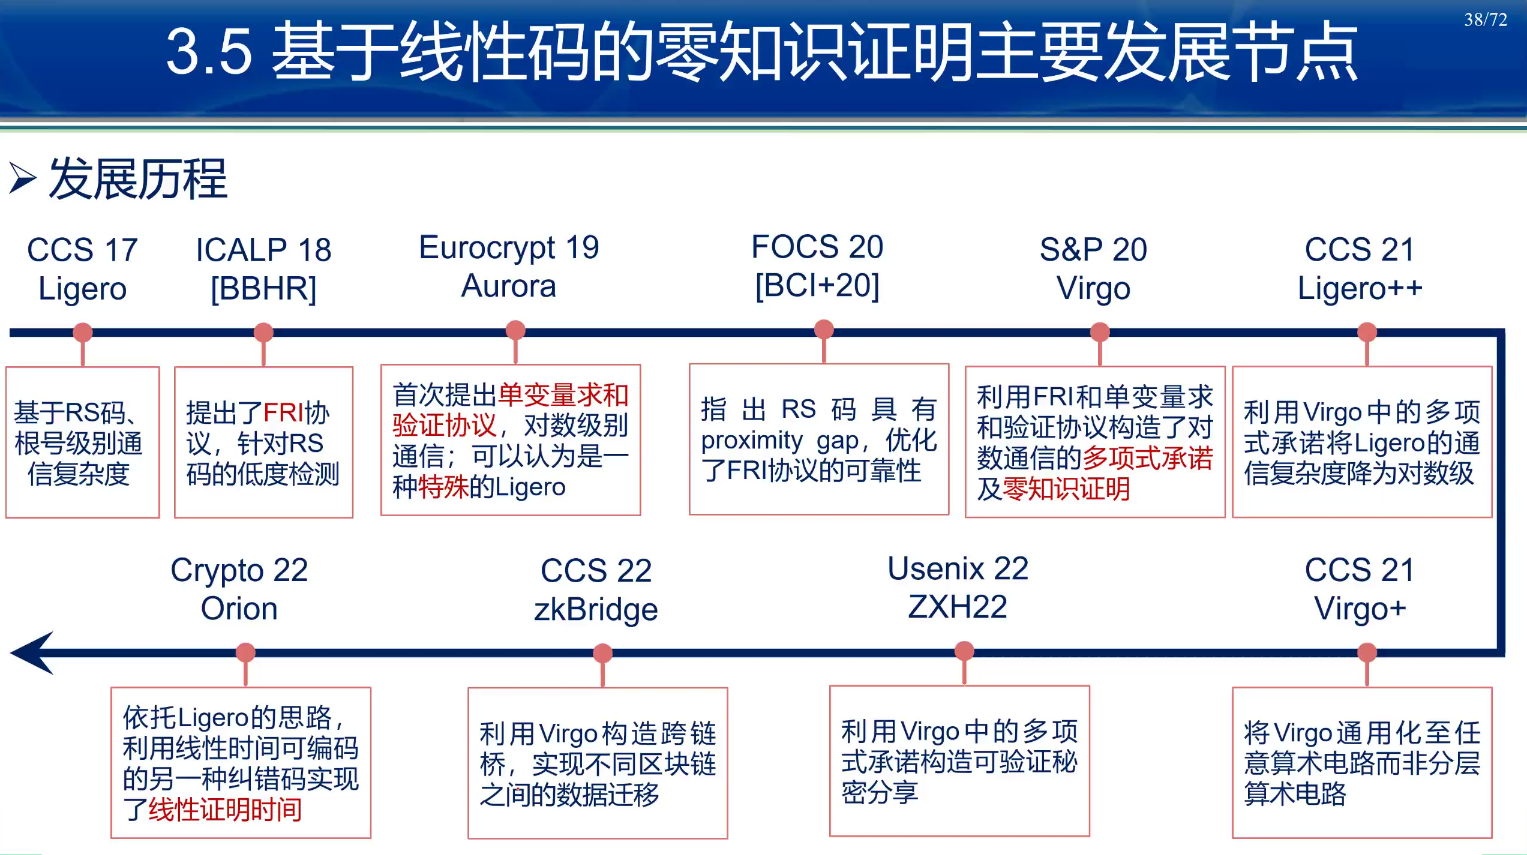 38/72
3.5 基于线性码的零知识证明主要发展节点
发展历程
CCS 17
Ligero
基于RS码、
根号级别通
信复杂度
ICALP 18
[BBHR]
提出了FRI协
议，针对RS
码的低度检测
Eurocrypt 19
Aurora
首次提出单变量求和
验证协议，对数级别
通信；可以认为是一
种特殊的Ligero
FOCS 20
[BCI+20]
指出RS码具有
proximity gap，优化
了FRI协议的可靠性
S&P 20
Virgo
利用FRI和单变量求
和验证协议构造了对
数通信的多项式承诺
及零知识证明
CCS 21
Ligero++
利用Virgo中的多项
式承诺将Ligero的通
信复杂度降为对数级
CCS 21
Virgo+
将Virgo通用化至任
意算术电路而非分层
算术电路
Usenix 22
ZXH22
利用Virgo中的多项
式承诺构造可验证秘
密分享
CCS 22
zkBridge
利用Virgo构造跨链
桥，实现不同区块链
之间的数据迁移
Crypto 22
Orion
依托Ligero的思路，
利用线性时间可编码
的另一种纠错码实现
了线性证明时间